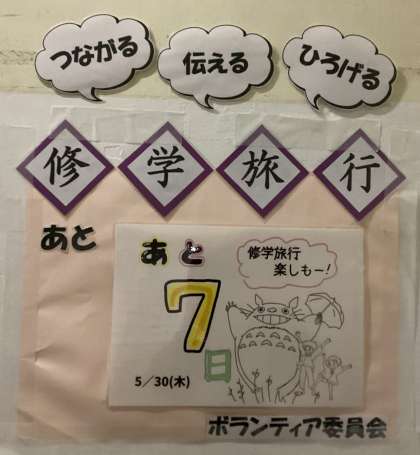 つながる
伝える
ひろげる
修学旅行
あと
あと
7
日
修学旅行
楽しもー!
5/30(木)
ボランティア委員会